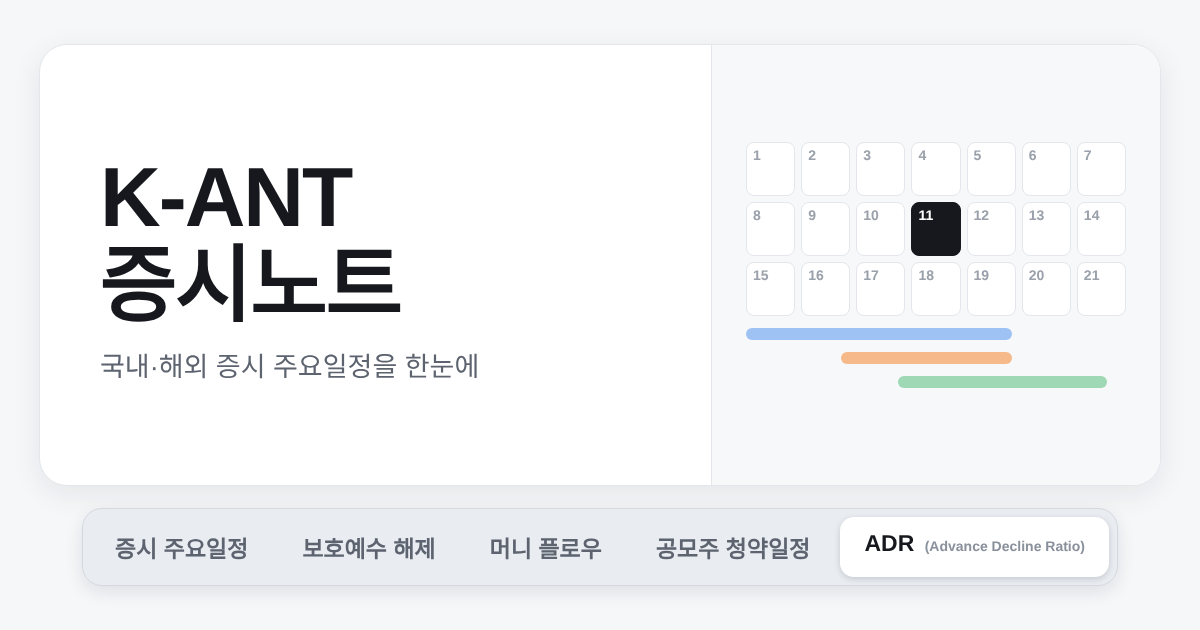 K-ANT
증시노트
국내·해외 증시 주요일정을 한눈에
1 2 3 4 5 6 7
8 9 10 11 12 13 14
15 16 17 18 19 20 21
증시 주요일정 보호예수 해제 머니 플로우 공모주 청약일정 ADR (Advance Decline Ratio)